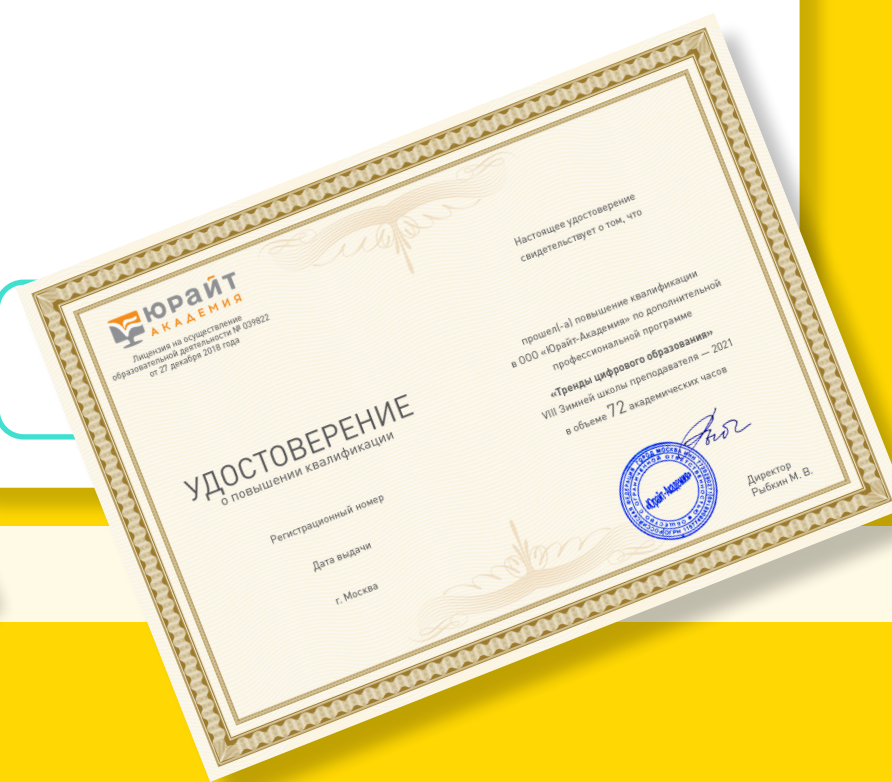 юрайт
АКАДЕМИЯ
Лицензия на осуществление
образовательной деятельности № 039822
от 27 декабря 2018 года
УДОСТОВЕРЕНИЕ
о повышении квалификации
Регистрационный номер
Дата выдачи
г. Москва
Настоящее удостоверение
свидетельствует о том, что
прошел(-а) повышение квалификации
в ООО «Юрайт-Академия» по дополнительной
профессиональной программе
«Тренды цифрового образования»
VIII Зимней школы преподавателя — 2021
в объеме 72 академических часов
«Юрайт-Академия»
Директор
Рыбкин М. В.